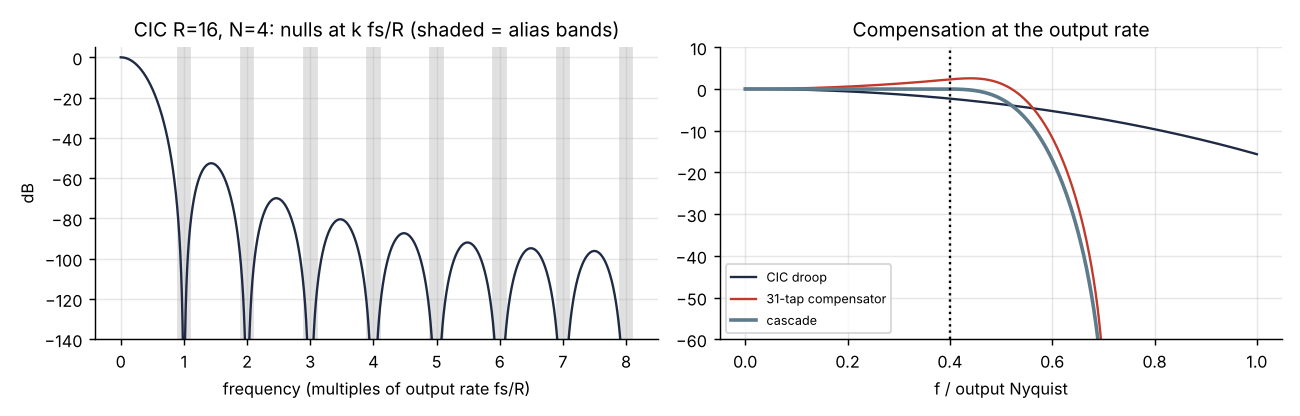 CIC R=16, N=4: nulls at k fs/R (shaded = alias bands)
0
−20
−40
−60
−80
−100
−120
−140
dB
0 1 2 3 4 5 6 7 8
frequency (multiples of output rate fs/R)
Compensation at the output rate
10
0
−10
−20
−30
−40
−50
−60
CIC droop
31-tap compensator
cascade
0.0 0.2 0.4 0.6 0.8 1.0
f / output Nyquist